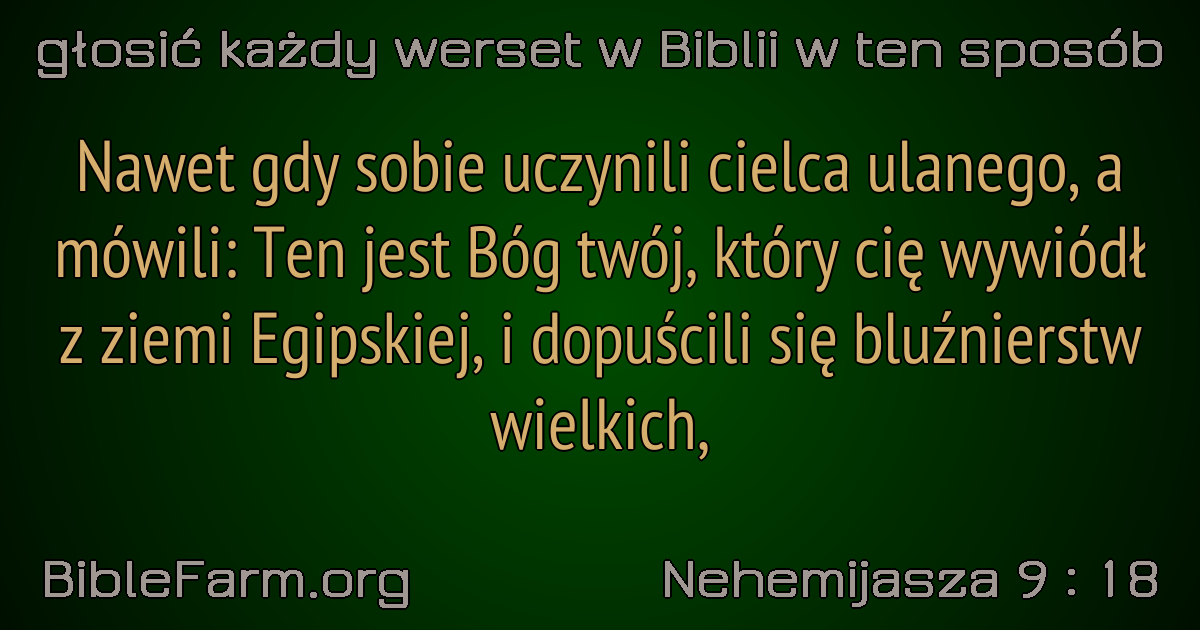 głosić każdy werset w Biblii w ten sposób
Nawet gdy sobie uczynili cielca ulanego, a
mówili: Ten jest Bóg twój, który cię wywiódł
z ziemi Egipskiej, i dopuścili się bluźnierstw
wielkich,
BibleFarm.org
Nehemijasza 9 : 18